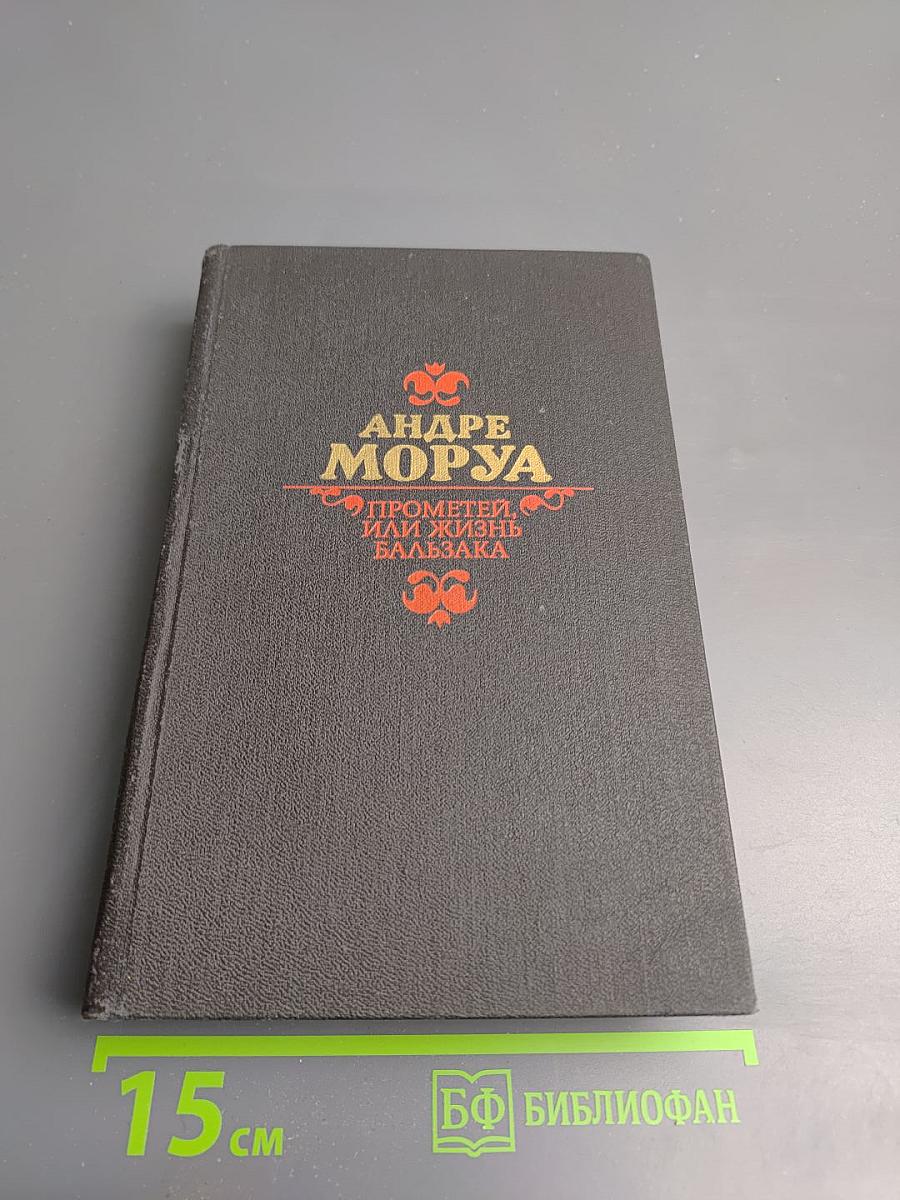 АНДРЕ
МОРУА
ПРОМЕТЕЙ,
ИЛИ ЖИЗНЬ
БАЛЬЗАКА
15 см
БФ БИБЛИОФАН